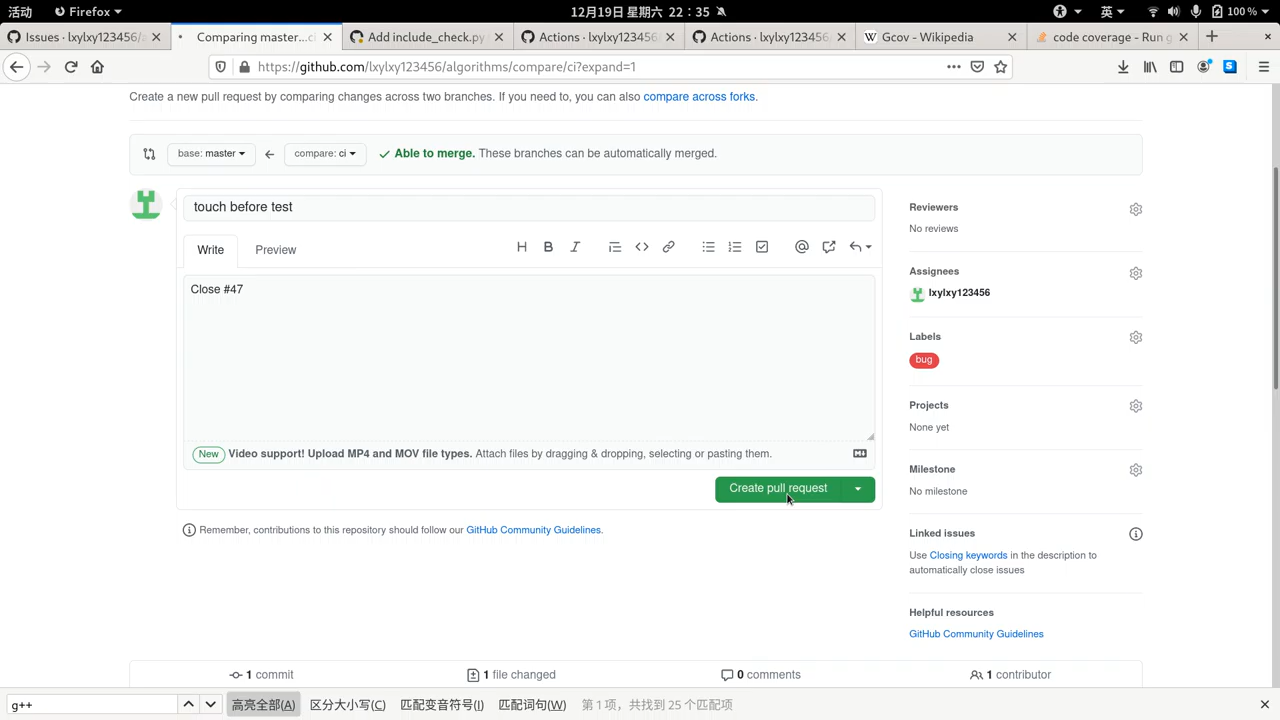 活动 Firefox 12月19日 星期六 22：35 英 100 %
Issues · lxylxy123456/a Comparing master...ci Add include_check.py Actions · lxylxy123456/ Actions · lxylxy123456/ Gcov - Wikipedia code coverage - Run g
https://github.com/lxylxy123456/algorithms/compare/ci?expand=1
Create a new pull request by comparing changes across two branches. If you need to, you can also compare across forks.
base: master compare: ci Able to merge. These branches can be automatically merged.
touch before test
Write Preview
Close #47
New Video support! Upload MP4 and MOV file types. Attach files by dragging & dropping, selecting or pasting them.
Create pull request
Remember, contributions to this repository should follow our GitHub Community Guidelines.
Reviewers
No reviews
Assignees
lxylxy123456
Labels
bug
Projects
None yet
Milestone
No milestone
Linked issues
Use Closing keywords in the description to
automatically close issues
Helpful resources
GitHub Community Guidelines
1 commit 1 file changed 0 comments 1 contributor
g++ 高亮全部(A) 区分大小写(C) 匹配变音符号(I) 匹配词句(W) 第 1 项，共找到 25 个匹配项